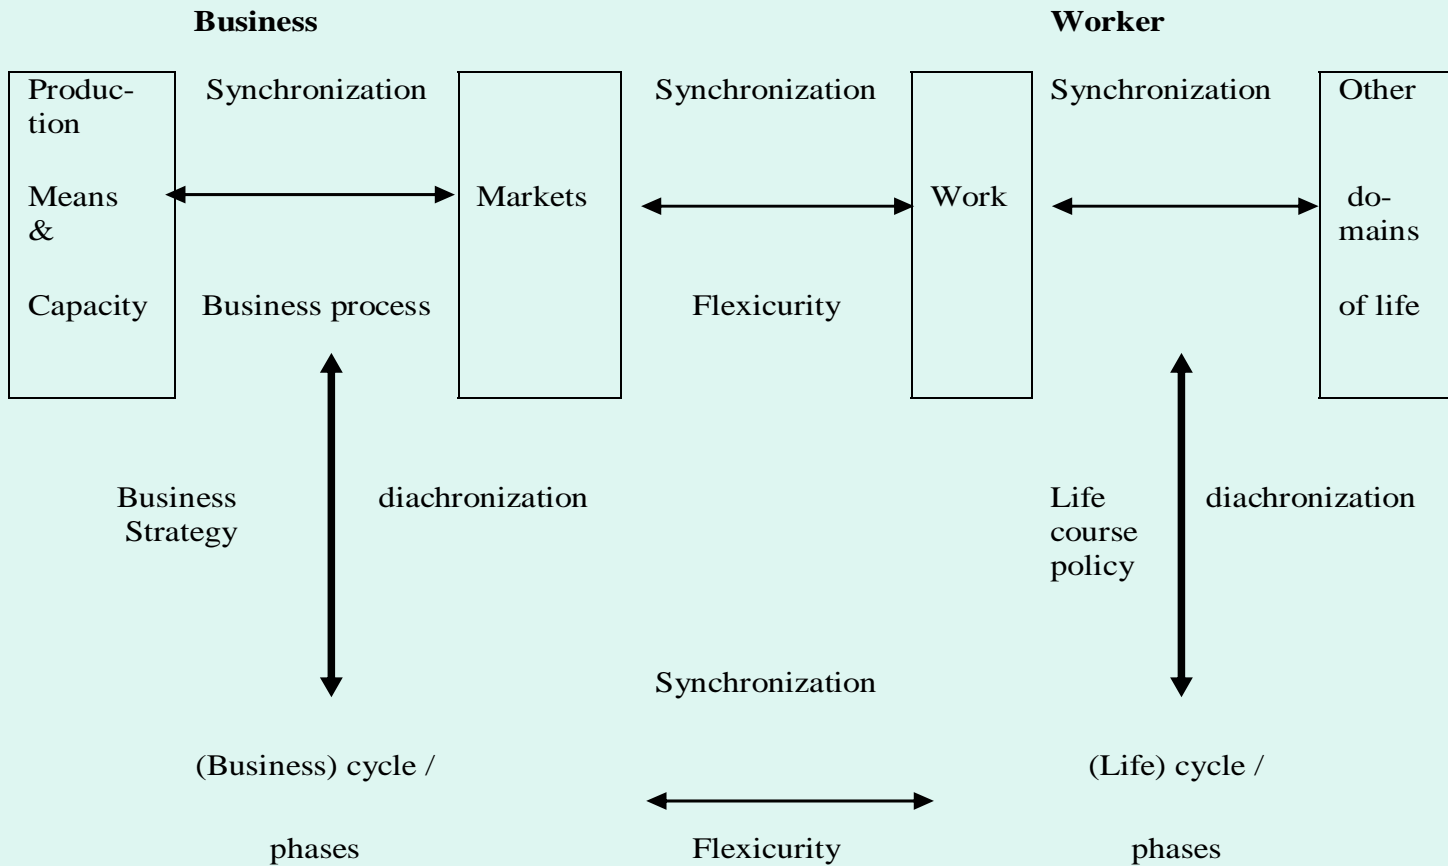 Business Worker
Produc- Synchronization Synchronization Synchronization Other
tion
Means Markets Work do-
& mains
Capacity Business process Flexicurity of life
Business diachronization Life diachronization
Strategy course
policy
Synchronization
(Business) cycle / (Life) cycle /
phases Flexicurity phases